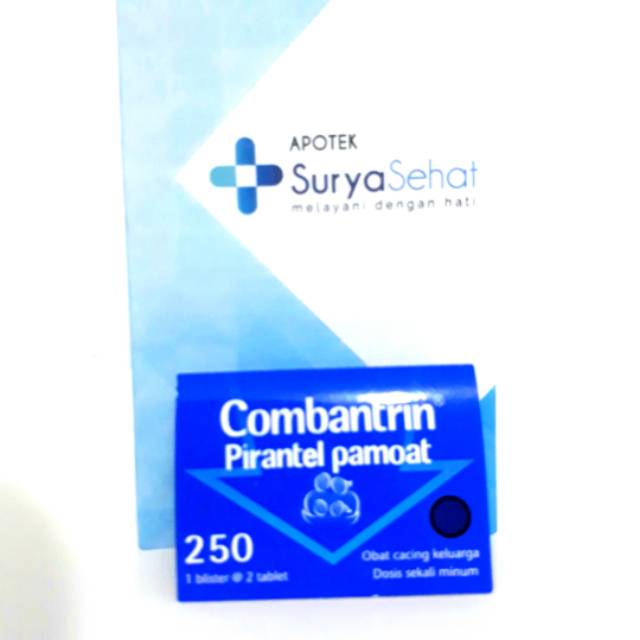 APOTEK
SuryaSehat
melayani dengan hati
Combantrin®
Pirantel pamoat
250
1 blister @ 2 tablet
Obat cacing keluarga
Dosis sekali minum